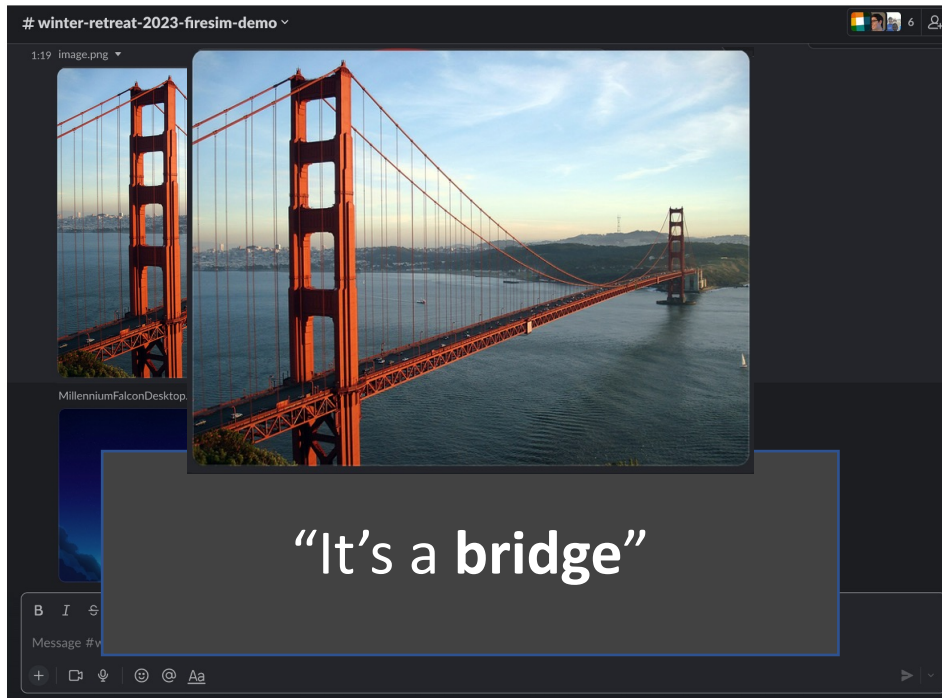 # winter-retreat-2023-firesim-demo
6
1:19 image.png
MillenniumFalconDesktop.
“It’s a bridge”
B I S
Message #w
+ @ Aa